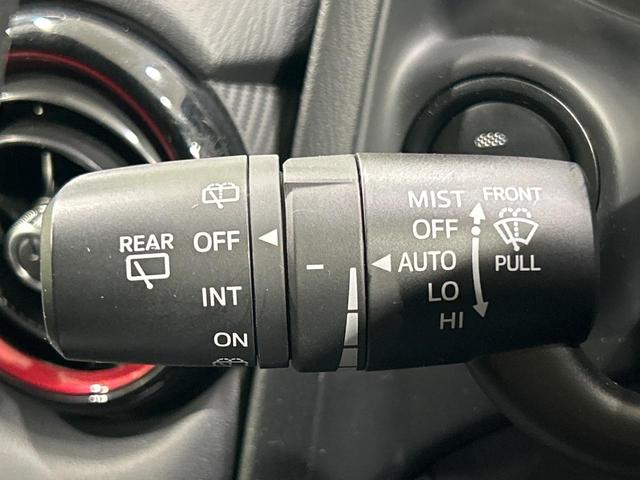 REAR
OFF
INT
ON
−
MIST
OFF
AUTO
LO
HI
FRONT
PULL